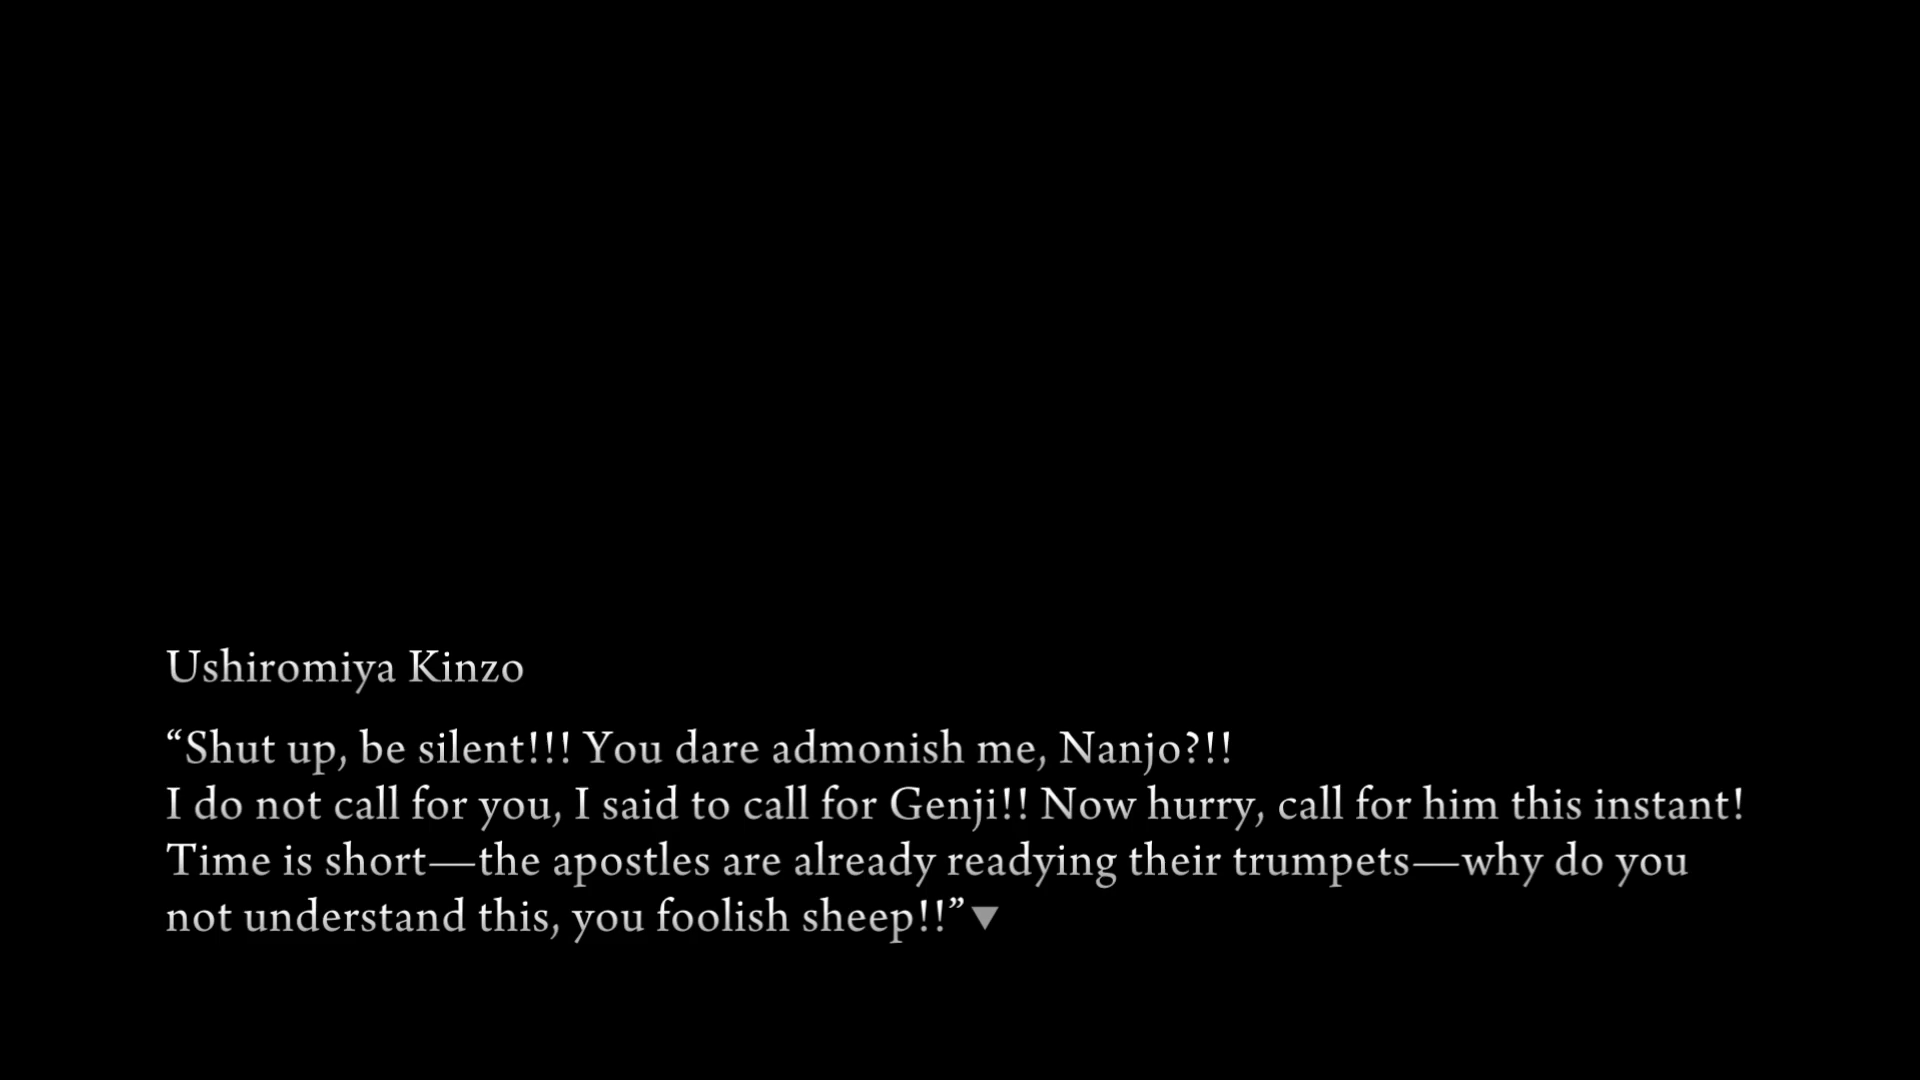 Ushiromiya Kinzo
“Shut up, be silent!!! You dare admonish me, Nanjo?!!
I do not call for you, I said to call for Genji!! Now hurry, call for him this instant!
Time is short—the apostles are already readying their trumpets—why do you
not understand this, you foolish sheep!!”▼